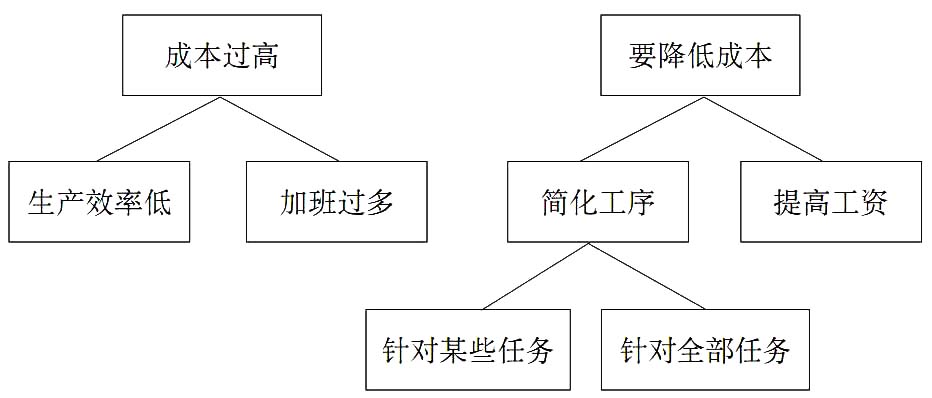 成本过高
要降低成本
生产效率低
加班过多
简化工序
提高工资
针对某些任务
针对全部任务